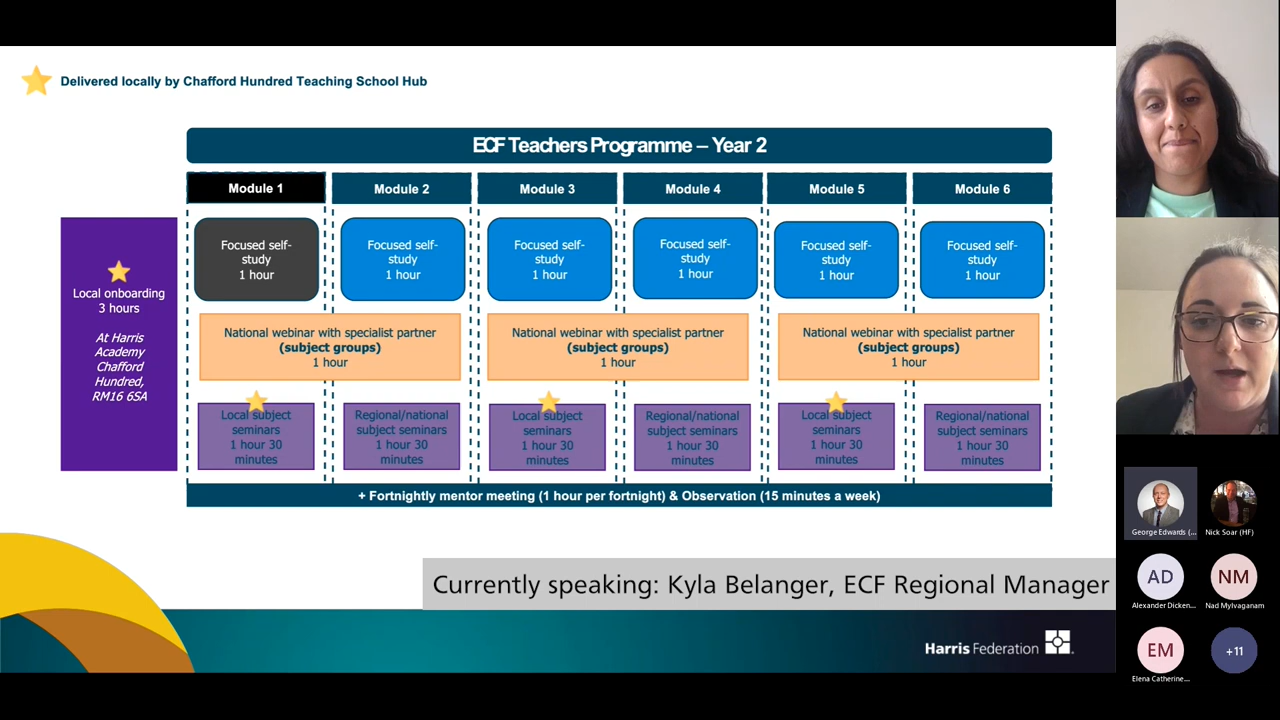 Delivered locally by Chafford Hundred Teaching School Hub
ECF Teachers Programme – Year 2
Module 1
Module 2
Module 3
Module 4
Module 5
Module 6
Local onboarding
3 hours
At Harris
Academy
Chafford
Hundred,
RM16 6SA
Focused self-
study
1 hour
Focused self-
study
1 hour
Focused self-
study
1 hour
Focused self-
study
1 hour
Focused self-
study
1 hour
Focused self-
study
1 hour
National webinar with specialist partner
(subject groups)
1 hour
National webinar with specialist partner
(subject groups)
1 hour
National webinar with specialist partner
(subject groups)
1 hour
Local subject
seminars
1 hour 30
minutes
Regional/national
subject seminars
1 hour 30
minutes
Local subject
seminars
1 hour 30
minutes
Regional/national
subject seminars
1 hour 30
minutes
Local subject
seminars
1 hour 30
minutes
Regional/national
subject seminars
1 hour 30
minutes
+ Fortnightly mentor meeting (1 hour per fortnight) & Observation (15 minutes a week)
Currently speaking: Kyla Belanger, ECF Regional Manager
Harris Federation
George Edwards (...
Nick Soar (HF)
AD
Alexander Dicken...
NM
Nad Mylvaganam
EM
Elena Catherine...
+11